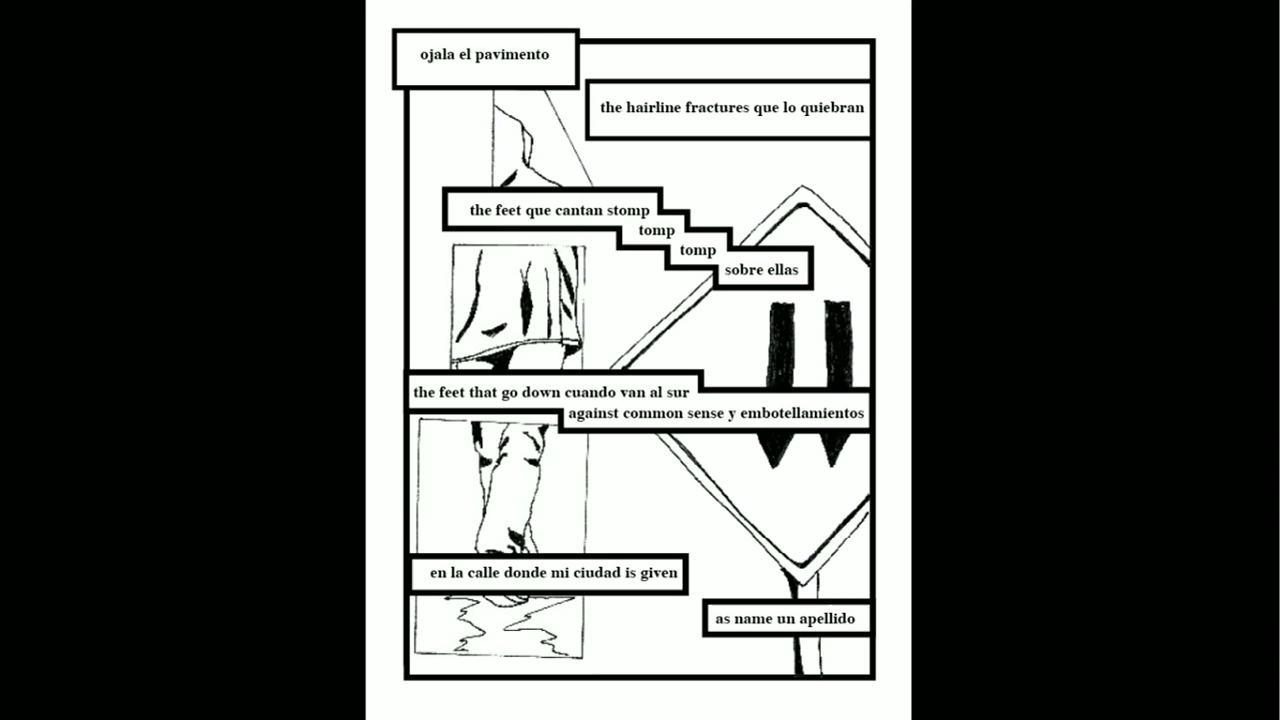 ojala el pavimento
the hairline fractures que lo quiebran
the feet que cantan stomp
tomp
tomp
sobre ellas
the feet that go down cuando van al sur
against common sense y embotellamientos
en la calle donde mi ciudad is given
as name un apellido